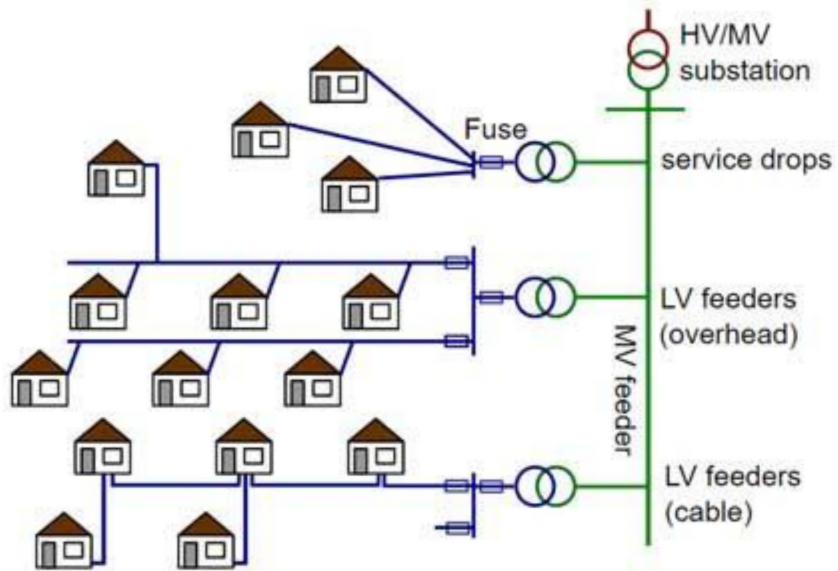 HV/MV
substation
Fuse
service drops
LV feeders
(overhead)
MV feeder
LV feeders
(cable)